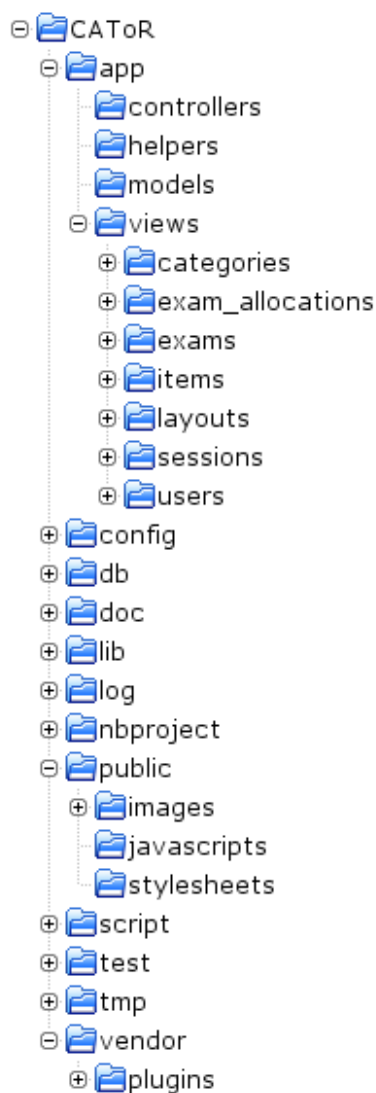 CAToR
app
controllers
helpers
models
views
categories
exam_allocations
exams
items
layouts
sessions
users
config
db
doc
lib
log
nbproject
public
images
javascripts
stylesheets
script
test
tmp
vendor
plugins